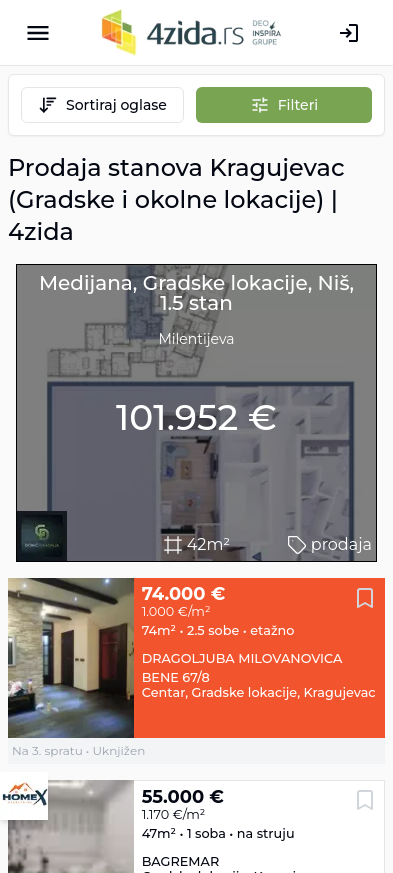 4zida.rs
DEO
INSPIRA
GRUPE
Sortiraj oglase
Filteri
Prodaja stanova Kragujevac
(Gradske i okolne lokacije) |
4zida
Medijana, Gradske lokacije, Niš,
1.5 stan
Milentijeva
101.952 €
42m²
prodaja
74.000 €
1.000 €/m²
74m² • 2.5 sobe • etažno
DRAGOLJUBA MILOVANOVICA
BENE 67/8
Centar, Gradske lokacije, Kragujevac
Na 3. spratu • Uknjižen
HOMEX
55.000 €
1.170 €/m²
47m² • 1 soba • na struju
BAGREMAR